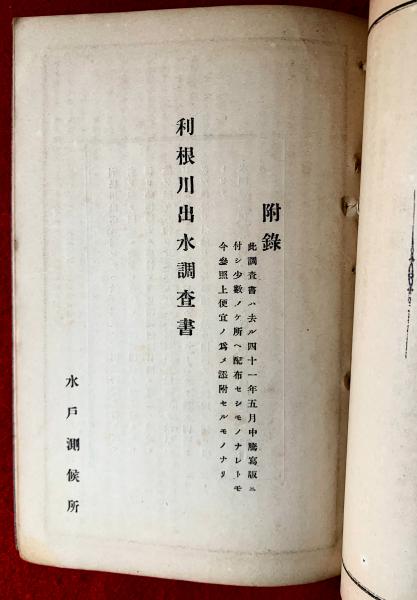 附錄
此調査書ハ去ル四十一年五月中騰寫版ニ
付シ少數ノケ所ヘ配布セシモノナレトモ
今參照上便宜ノ爲メ添附セルモノナリ
利根川出水調査書
水戶測候所